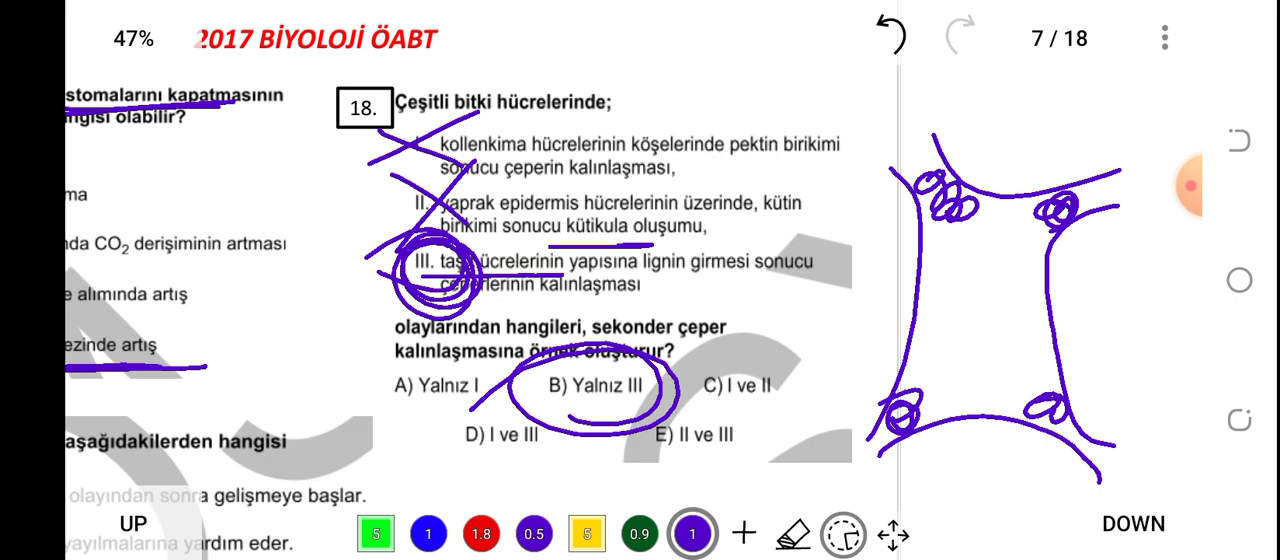 47%
2017 BİYOLOJİ ÖABT
7 / 18
stomalarını kapatmasının
ngisi olabilir?
ma
nda CO2 derişiminin artması
e alımında artış
ezinde artış
aşağıdakilerden hangisi
olayından sonra gelişmeye başlar.
yayılmalarına yardım eder.
18.
Çeşitli bitki hücrelerinde;
kollenkima hücrelerinin köşelerinde pektin birikimi
sonucu çeperin kalınlaşması,
II. yaprak epidermis hücrelerinin üzerinde, kütin
birikimi sonucu kütikula oluşumu,
III. taş hücrelerinin yapısına lignin girmesi sonucu
çeperlerinin kalınlaşması
olaylarından hangileri, sekonder çeper
kalınlaşmasına örnek oluşturur?
A) Yalnız I
B) Yalnız III
C) I ve II
D) I ve III
E) II ve III
UP
5
1
1.8
0.5
5
0.9
1
DOWN